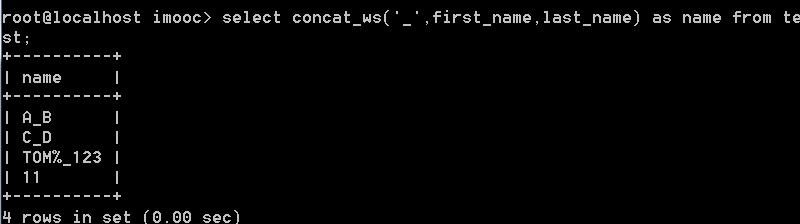 root@localhost imooc> select concat_ws('_',first_name,last_name) as name from te
st;
+----------+
| name     |
+----------+
| A_B      |
| C_D      |
| TOM%_123 |
| 11       |
+----------+
4 rows in set (0.00 sec)